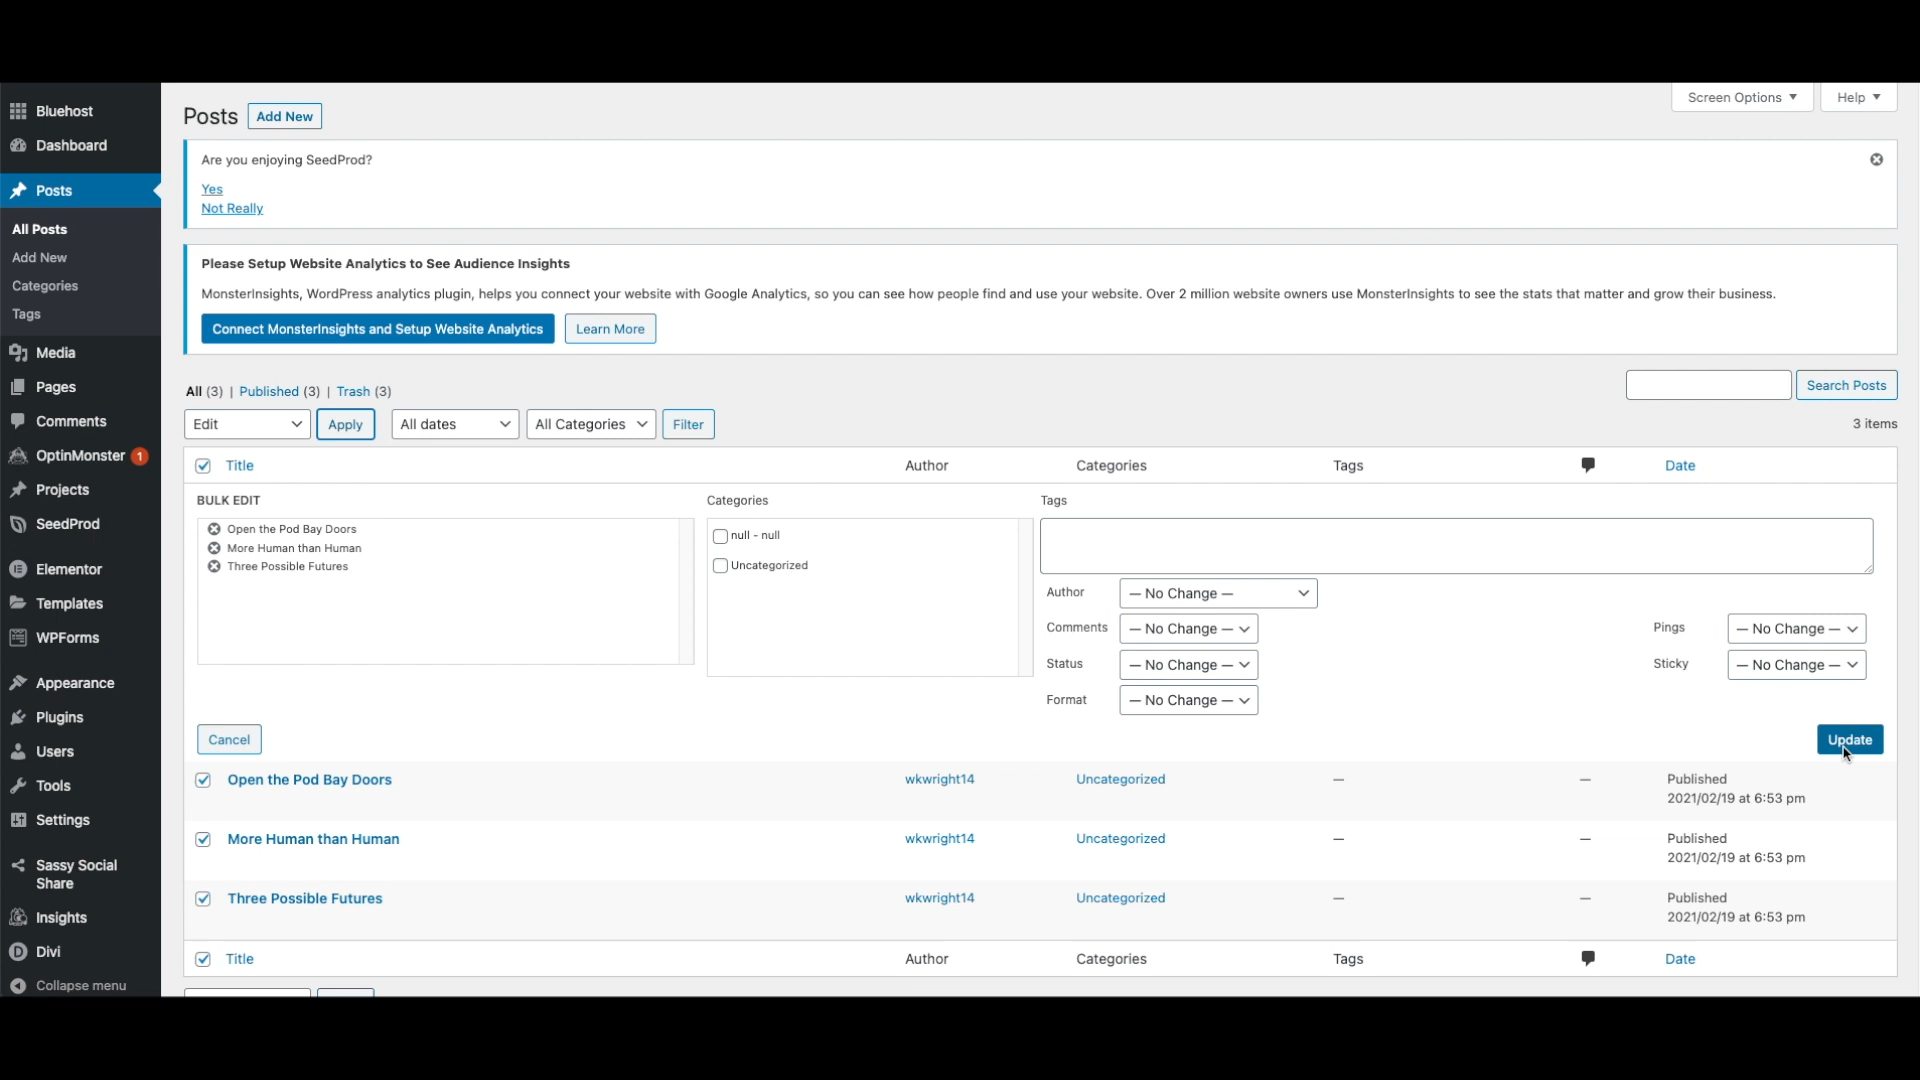 Screen Options
Help
Bluehost
Dashboard
Posts
All Posts
Add New
Categories
Tags
Media
Pages
Comments
OptinMonster 1
Projects
SeedProd
Elementor
Templates
WPForms
Appearance
Plugins
Users
Tools
Settings
Sassy Social
Share
Insights
Divi
Collapse menu
Posts Add New
Are you enjoying SeedProd?
Yes
Not Really
Please Setup Website Analytics to See Audience Insights
MonsterInsights, WordPress analytics plugin, helps you connect your website with Google Analytics, so you can see how people find and use your website. Over 2 million website owners use MonsterInsights to see the stats that matter and grow their business.
Connect MonsterInsights and Setup Website Analytics Learn More
All (3) | Published (3) | Trash (3)
Search Posts
Edit Apply All dates All Categories Filter
3 items
Title Author Categories Tags Date
BULK EDIT
Open the Pod Bay Doors
More Human than Human
Three Possible Futures
Categories
null - null
Uncategorized
Tags
Author — No Change —
Comments — No Change — Pings — No Change —
Status — No Change — Sticky — No Change —
Format — No Change —
Cancel Update
Open the Pod Bay Doors wkwright14 Uncategorized — — Published
2021/02/19 at 6:53 pm
More Human than Human wkwright14 Uncategorized — — Published
2021/02/19 at 6:53 pm
Three Possible Futures wkwright14 Uncategorized — — Published
2021/02/19 at 6:53 pm
Title Author Categories Tags Date